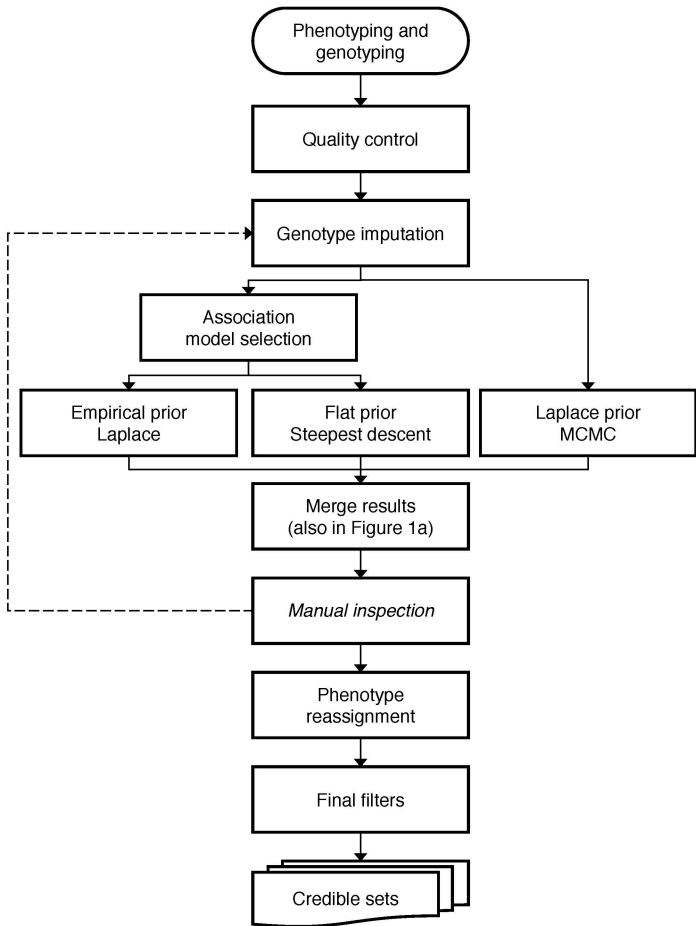 Phenotyping and
genotyping
Quality control
Genotype imputation
Association
model selection
Empirical prior
Laplace
Flat prior
Steepest descent
Laplace prior
MCMC
Merge results
(also in Figure 1a)
Manual inspection
Phenotype
reassignment
Final filters
Credible sets